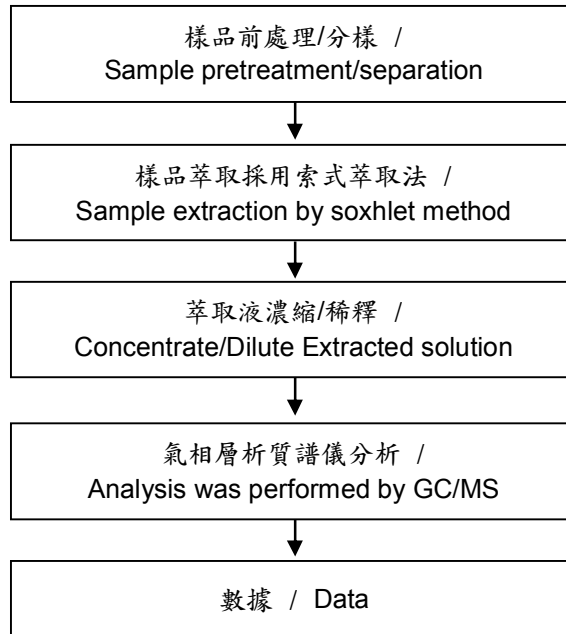 樣品前處理/分樣 /
Sample pretreatment/separation
樣品萃取採用索式萃取法 /
Sample extraction by soxhlet method
萃取液濃縮/稀釋 /
Concentrate/Dilute Extracted solution
氣相層析質譜儀分析 /
Analysis was performed by GC/MS
數據 / Data